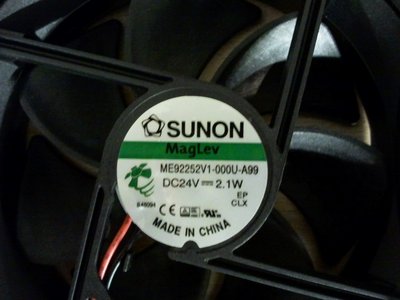 SUNON
MagLev
ME92252V1-000U-A99
DC24V 2.1W
EP
CLX
MADE IN CHINA